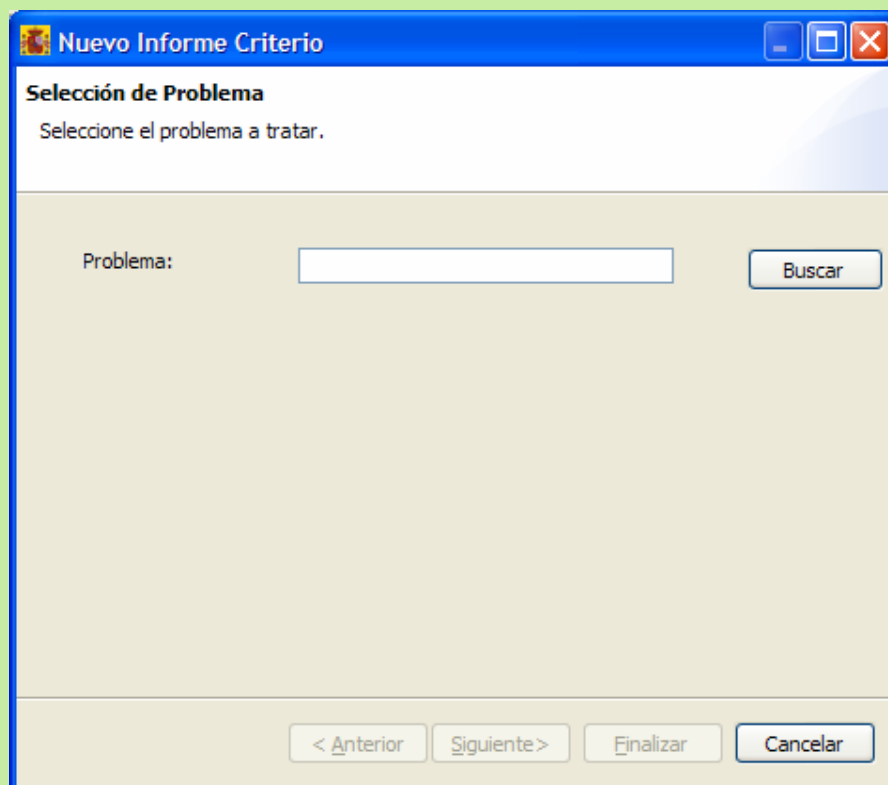 Nuevo Informe Criterio
Selección de Problema
Seleccione el problema a tratar.
Problema:
Buscar
< Anterior Siguiente> Finalizar Cancelar